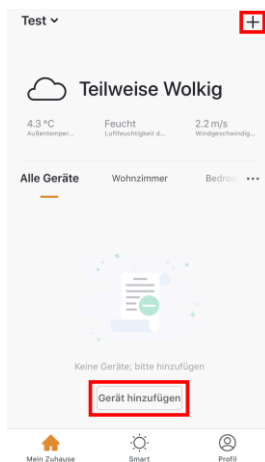 Test
Teilweise Wolkig
4.3 °C Feucht 2.2 m/s
Außentemper... Luftfeuchtigkeit d... Windgeschwindig...
Alle Geräte Wohnzimmer ...
Keine Geräte; bitte hinzufügen
Gerät hinzufügen
Mein Zuhause Smart Profil